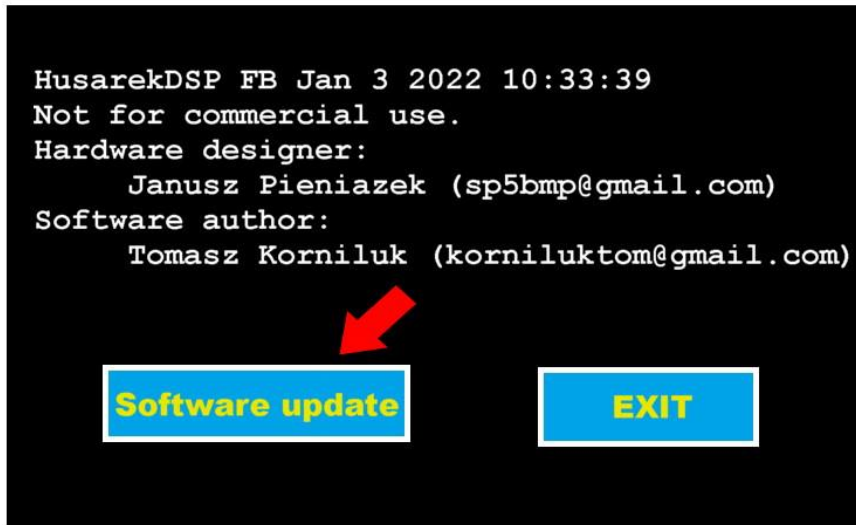 HusarekDSP FB Jan 3 2022 10:33:39
Not for commercial use.
Hardware designer:
Janusz Pieniazek (sp5bmp@gmail.com)
Software author:
Tomasz Korniluk (korniluktom@gmail.com)
Software update
EXIT